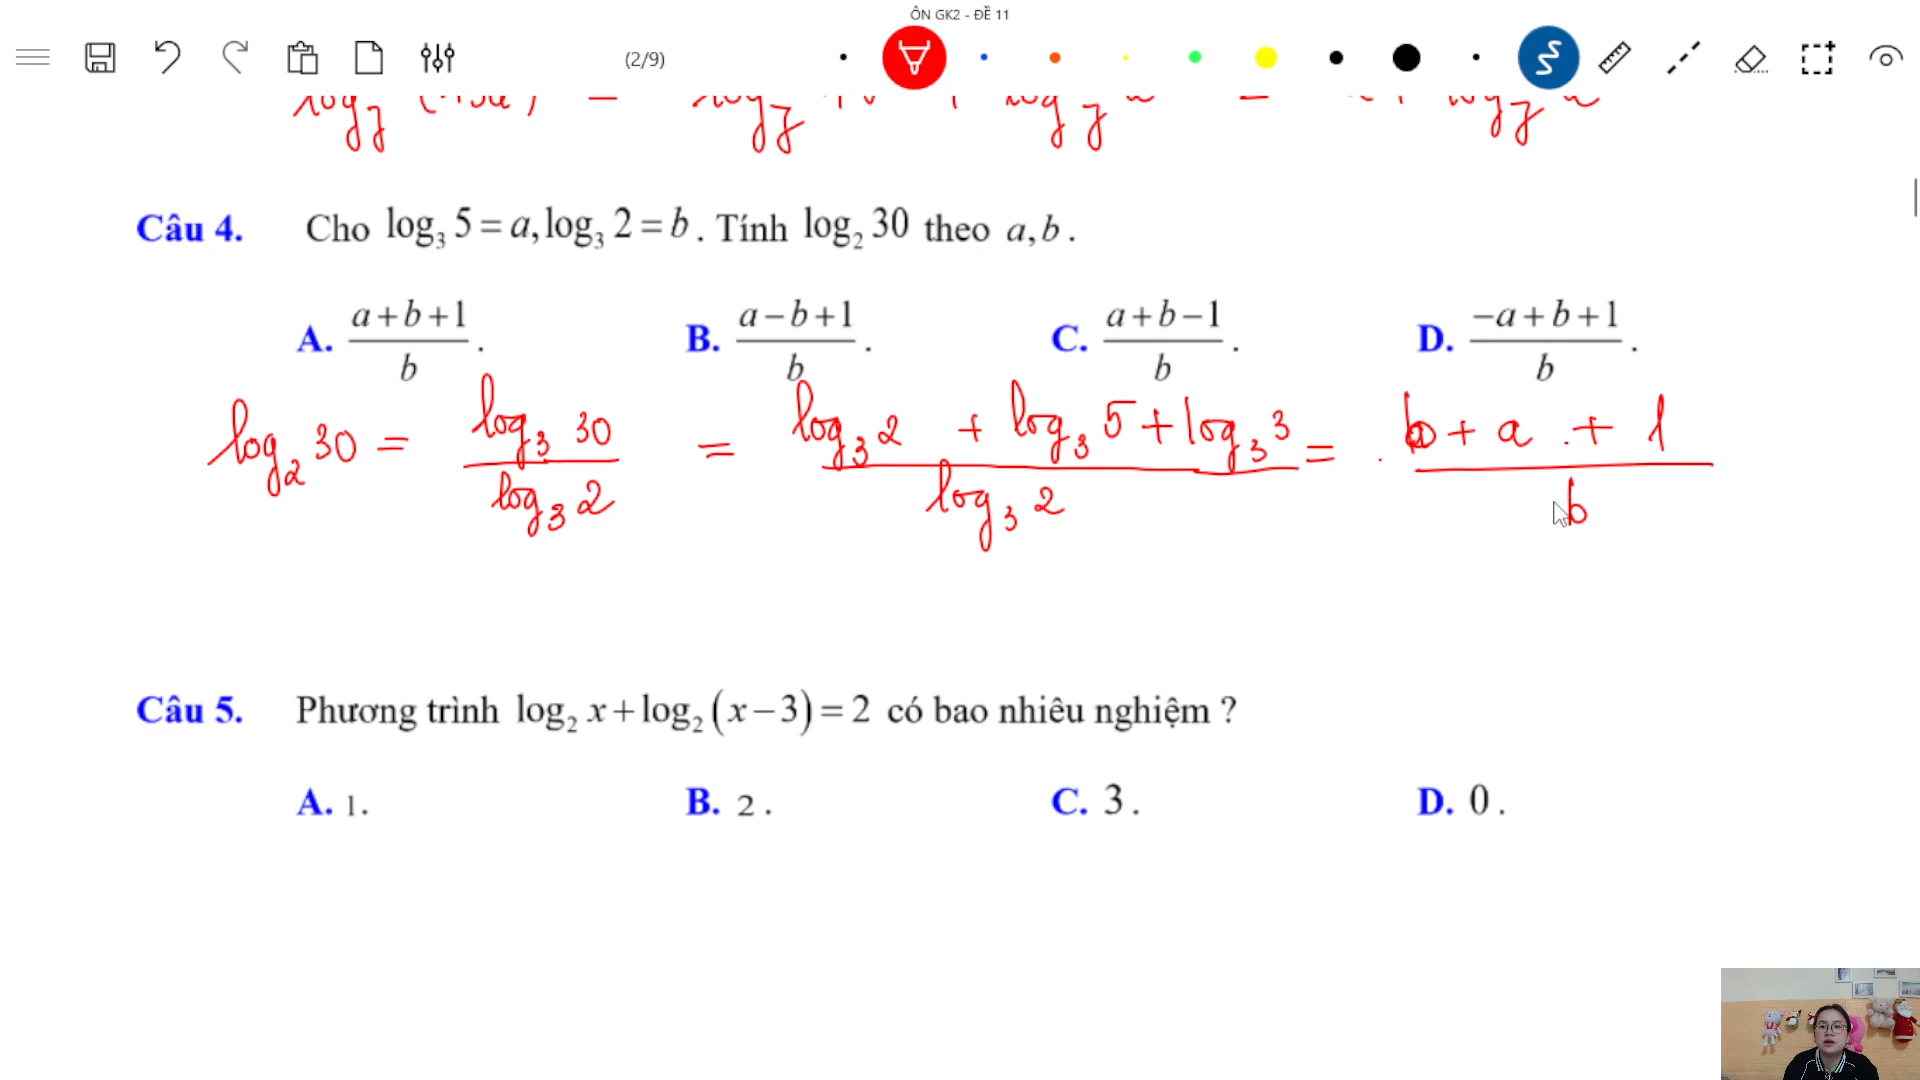 ÔN GK2 - ĐỀ 11
(2/9)
Câu 4. Cho log₃ 5 = a, log₃ 2 = b. Tính log₂ 30 theo a, b.
A. (a + b + 1)/b. B. (a − b + 1)/b. C. (a + b − 1)/b. D. (−a + b + 1)/b.
log₂ 30 = (log₃ 30)/(log₃ 2) = (log₃ 2 + log₃ 5 + log₃ 3)/(log₃ 2) = (b + a + 1)/b
Câu 5. Phương trình log₂ x + log₂ (x − 3) = 2 có bao nhiêu nghiệm ?
A. 1. B. 2. C. 3. D. 0.